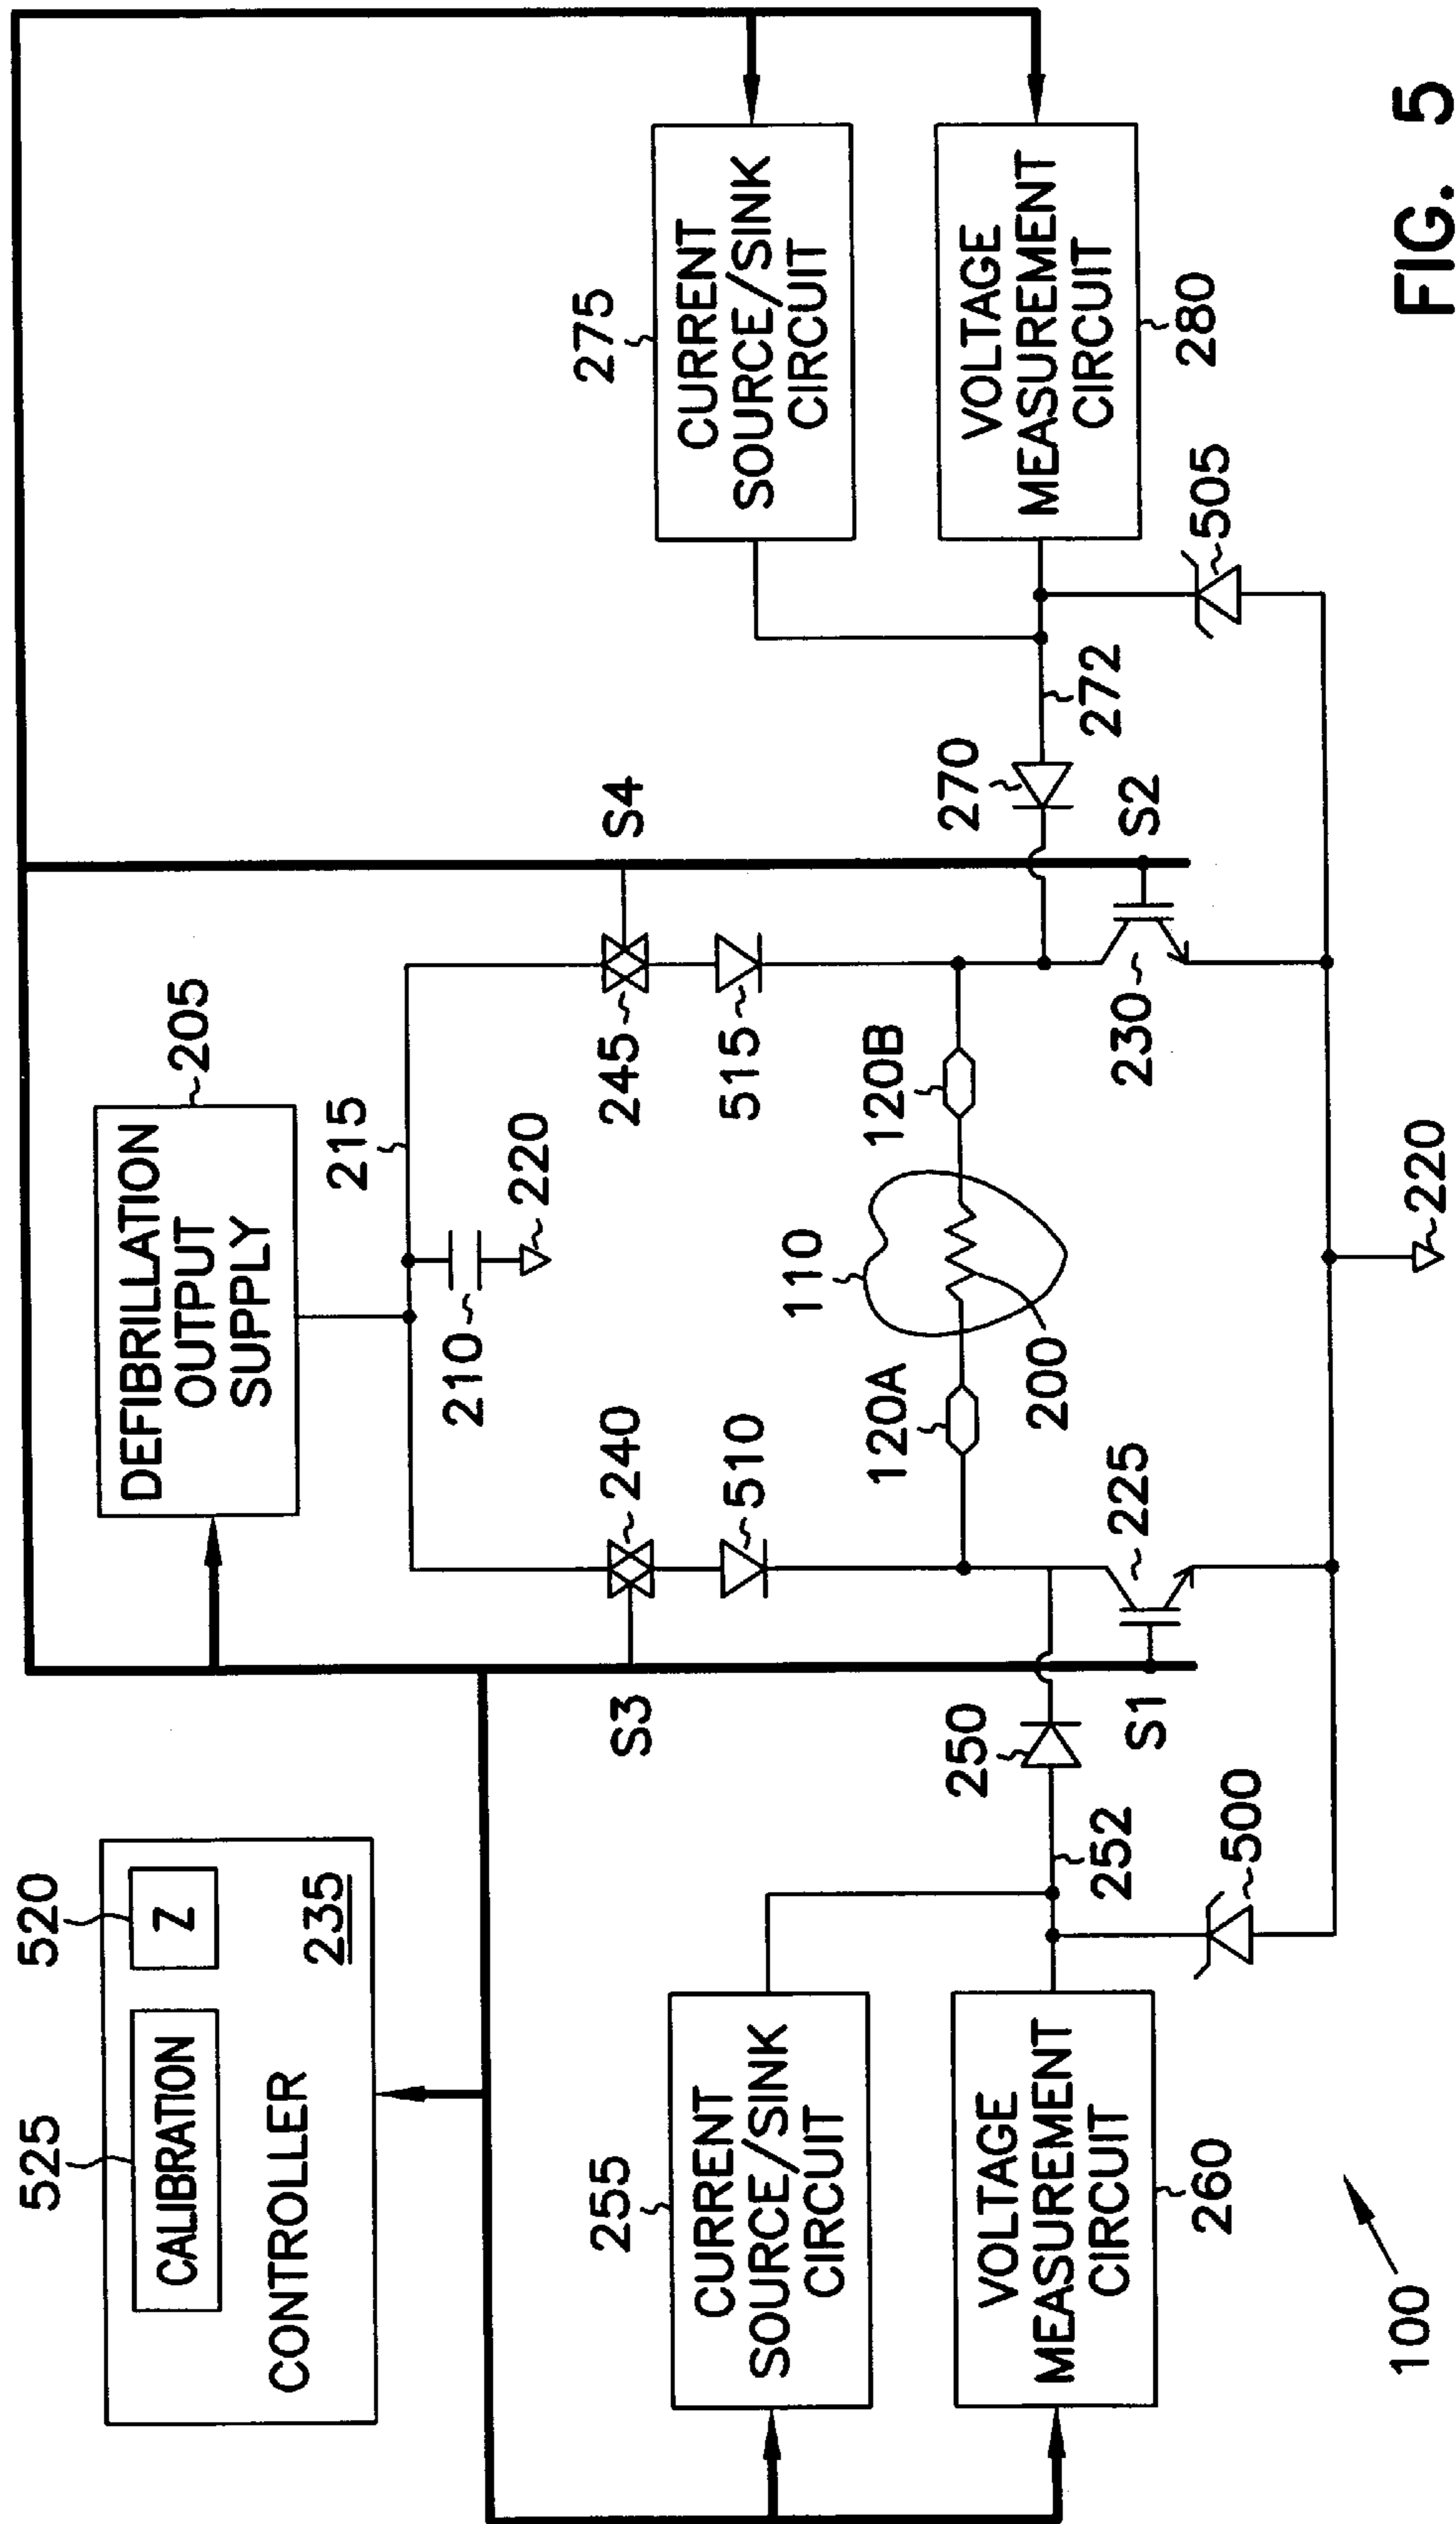 525
520
CALIBRATION
Z
CONTROLLER
235
DEFIBRILLATION
OUTPUT
SUPPLY
205
215
210
220
255
CURRENT
SOURCE/SINK
CIRCUIT
S3
240
510
245
515
S4
275
CURRENT
SOURCE/SINK
CIRCUIT
VOLTAGE
MEASUREMENT
CIRCUIT
260
252
250
500
S1
225
120A
110
200
120B
230
S2
270
272
505
VOLTAGE
MEASUREMENT
CIRCUIT
280
220
100
FIG. 5